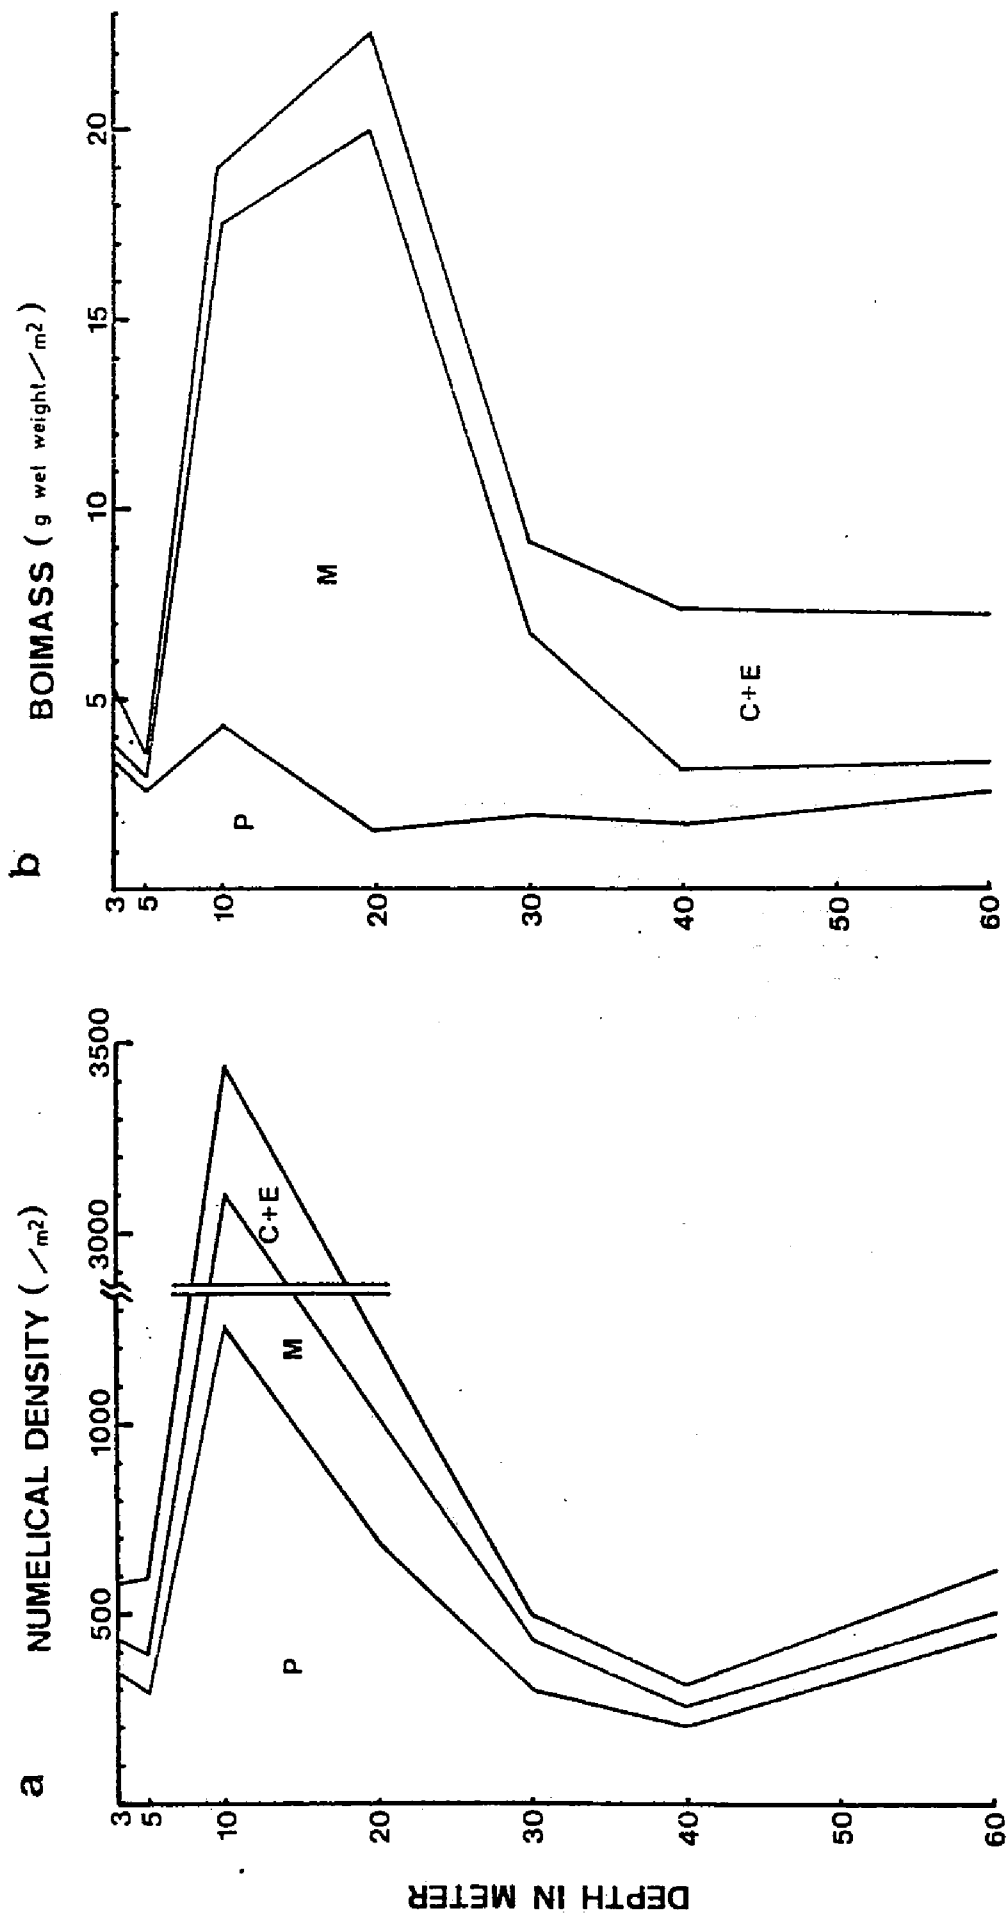 a NUMELICAL DENSITY (/m2)
500 1000 3000 3500
3
5
10
20
30
40
50
60
DEPTH IN METER
P
M
C+E
b BOIMASS (g wet weight/m2)
5 10 15 20
3
5
10
20
30
40
50
60
P
M
C+E